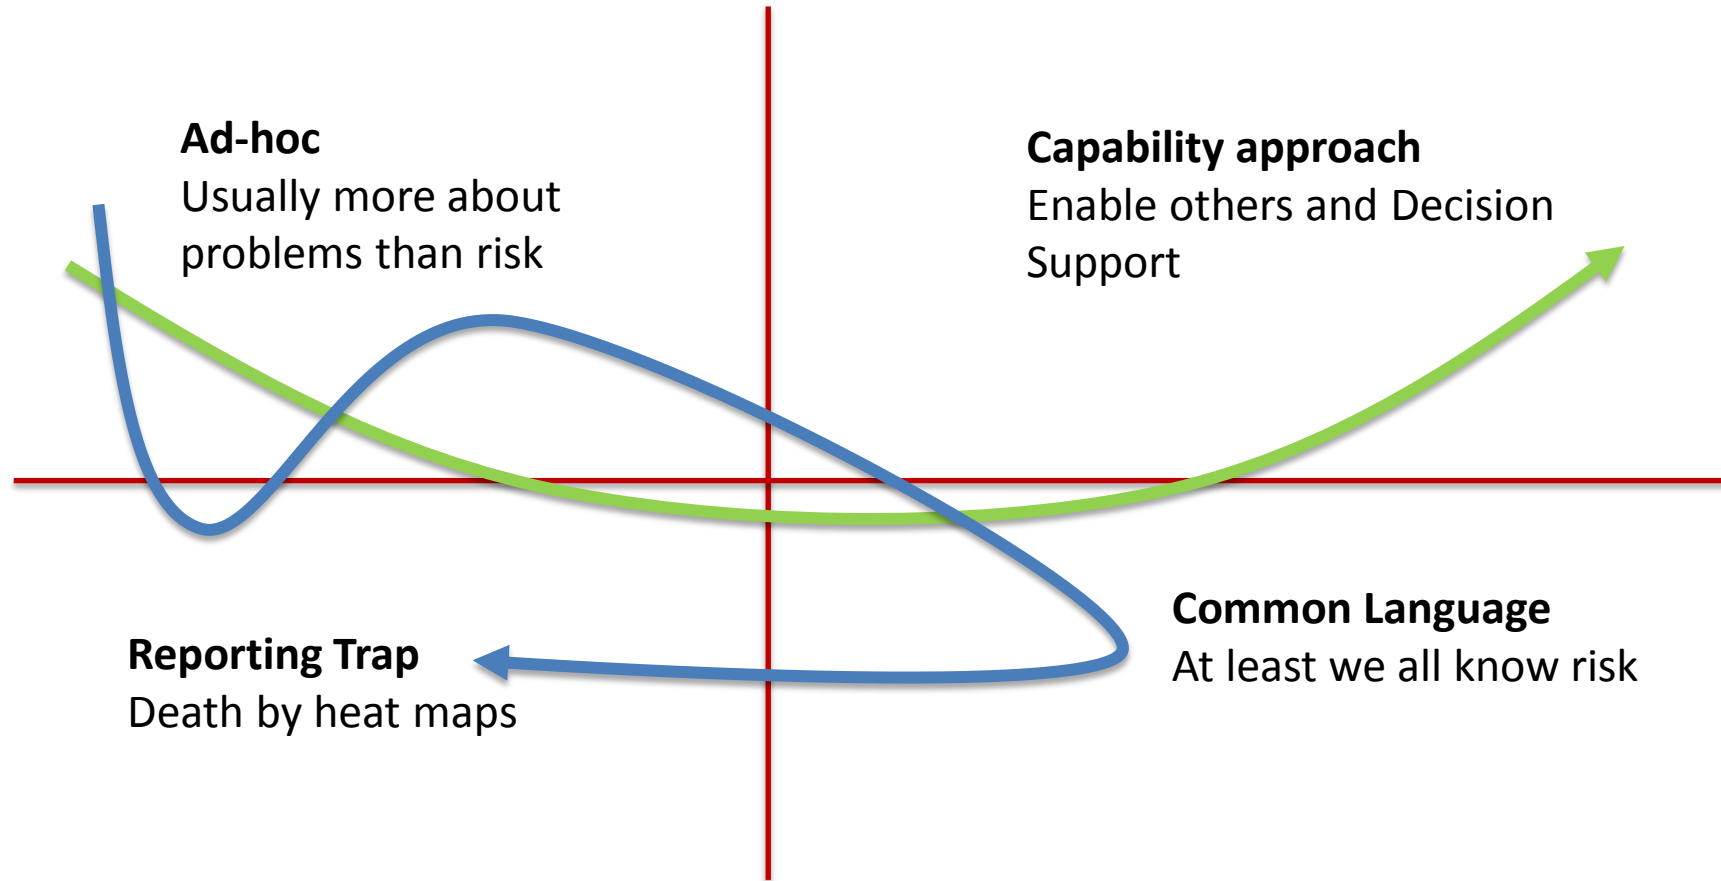 Ad-hoc
Usually more about
problems than risk
Capability approach
Enable others and Decision
Support
Reporting Trap
Death by heat maps
Common Language
At least we all know risk